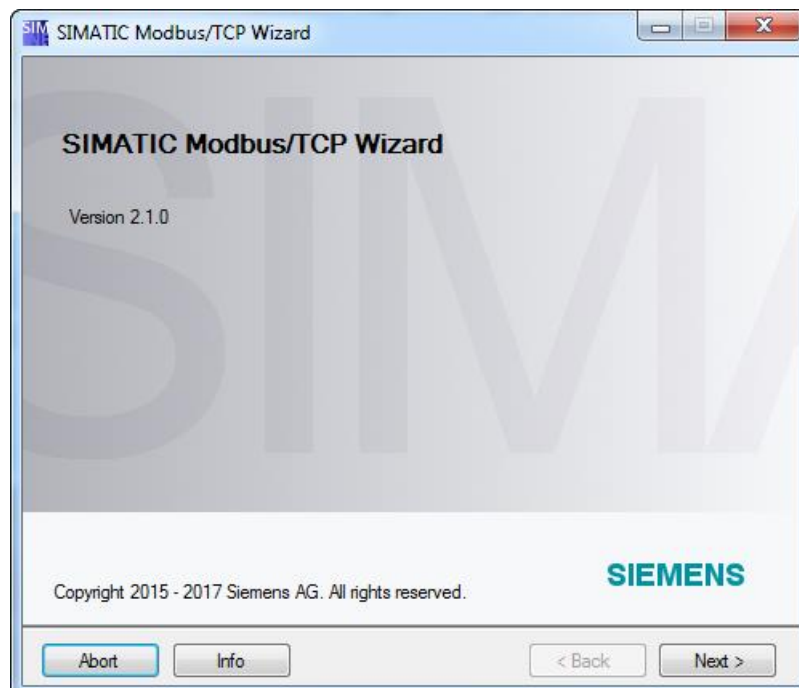 SIM SIMATIC Modbus/TCP Wizard
SIMATIC Modbus/TCP Wizard
Version 2.1.0
SIEMENS
Copyright 2015 - 2017 Siemens AG. All rights reserved.
Abort Info < Back Next >